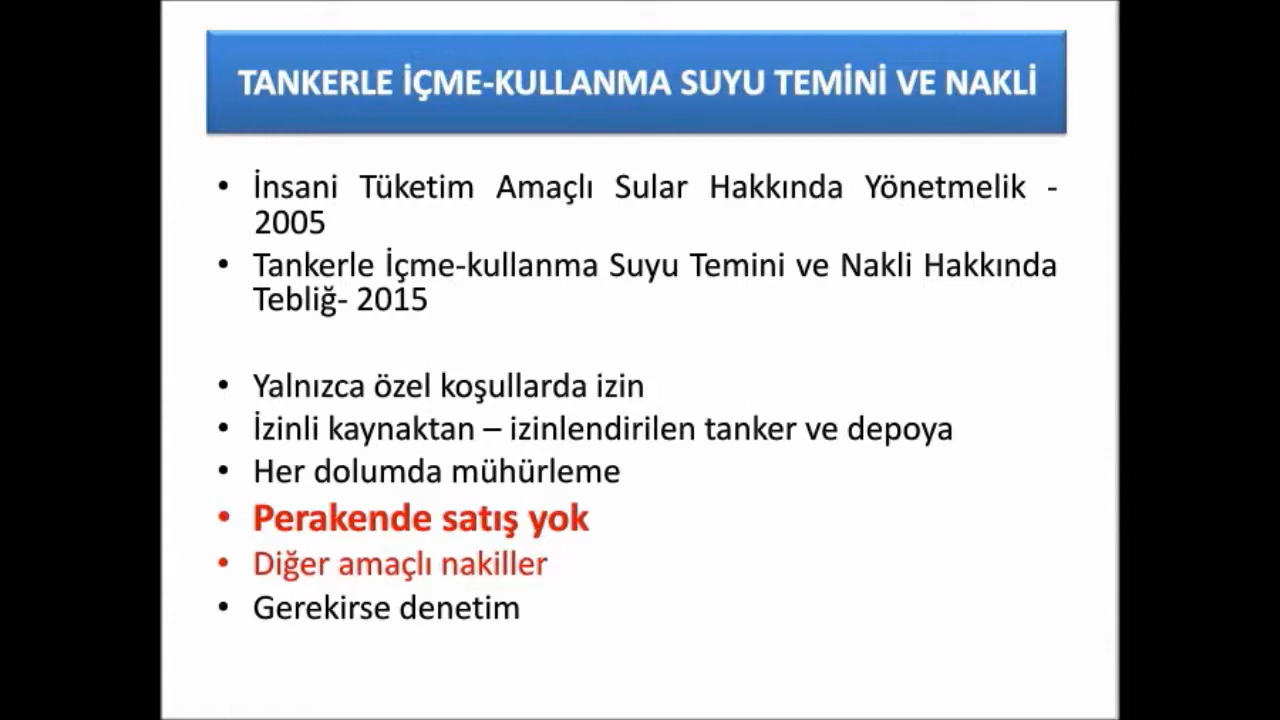 TANKERLE İÇME-KULLANMA SUYU TEMİNİ VE NAKLİ
• İnsani Tüketim Amaçlı Sular Hakkında Yönetmelik -
2005
• Tankerle İçme-kullanma Suyu Temini ve Nakli Hakkında
Tebliğ- 2015
• Yalnızca özel koşullarda izin
• İzinli kaynaktan – izinlendirilen tanker ve depoya
• Her dolumda mühürleme
• Perakende satış yok
• Diğer amaçlı nakiller
• Gerekirse denetim